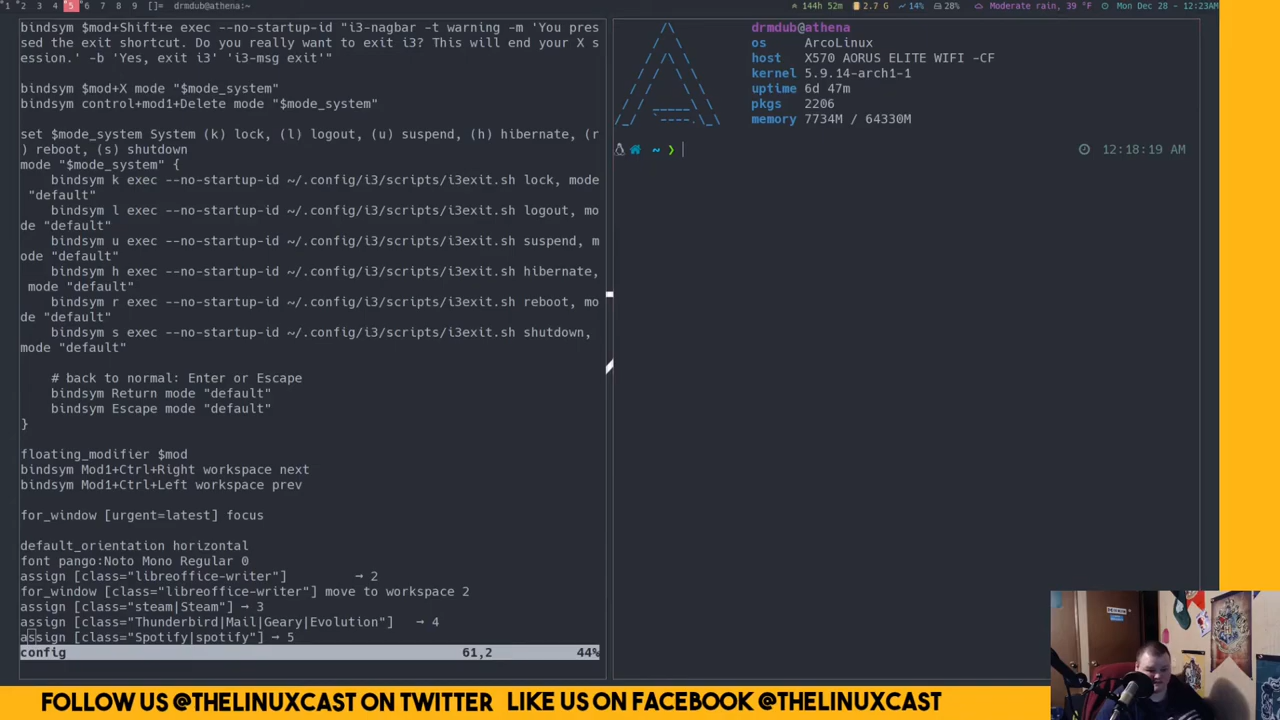 1 2 3 4 5 6 7 8 9 []= drmdub@athena:~
144h 52m 2.7 G 14% 28% Moderate rain, 39 °F Mon Dec 28 - 12:23AM
bindsym $mod+Shift+e exec --no-startup-id "i3-nagbar -t warning -m 'You pres
sed the exit shortcut. Do you really want to exit i3? This will end your X s
ession.' -b 'Yes, exit i3' 'i3-msg exit'"
bindsym $mod+X mode "$mode_system"
bindsym control+mod1+Delete mode "$mode_system"
set $mode_system System (k) lock, (l) logout, (u) suspend, (h) hibernate, (r
) reboot, (s) shutdown
mode "$mode_system" {
bindsym k exec --no-startup-id ~/.config/i3/scripts/i3exit.sh lock, mode
"default"
bindsym l exec --no-startup-id ~/.config/i3/scripts/i3exit.sh logout, mo
de "default"
bindsym u exec --no-startup-id ~/.config/i3/scripts/i3exit.sh suspend, m
ode "default"
bindsym h exec --no-startup-id ~/.config/i3/scripts/i3exit.sh hibernate,
mode "default"
bindsym r exec --no-startup-id ~/.config/i3/scripts/i3exit.sh reboot, mo
de "default"
bindsym s exec --no-startup-id ~/.config/i3/scripts/i3exit.sh shutdown,
mode "default"
# back to normal: Enter or Escape
bindsym Return mode "default"
bindsym Escape mode "default"
}
floating_modifier $mod
bindsym Mod1+Ctrl+Right workspace next
bindsym Mod1+Ctrl+Left workspace prev
for_window [urgent=latest] focus
default_orientation horizontal
font pango:Noto Mono Regular 0
assign [class="libreoffice-writer"] → 2
for_window [class="libreoffice-writer"] move to workspace 2
assign [class="steam|Steam"] → 3
assign [class="Thunderbird|Mail|Geary|Evolution"] → 4
assign [class="Spotify|spotify"] → 5
config 61,2 44%
drmdub@athena
os ArcoLinux
host X570 AORUS ELITE WIFI -CF
kernel 5.9.14-arch1-1
uptime 6d 47m
pkgs 2206
memory 7734M / 64330M
~ ❯ 12:18:19 AM
FOLLOW US @THELINUXCAST ON TWITTER LIKE US ON FACEBOOK @THELINUXCAST